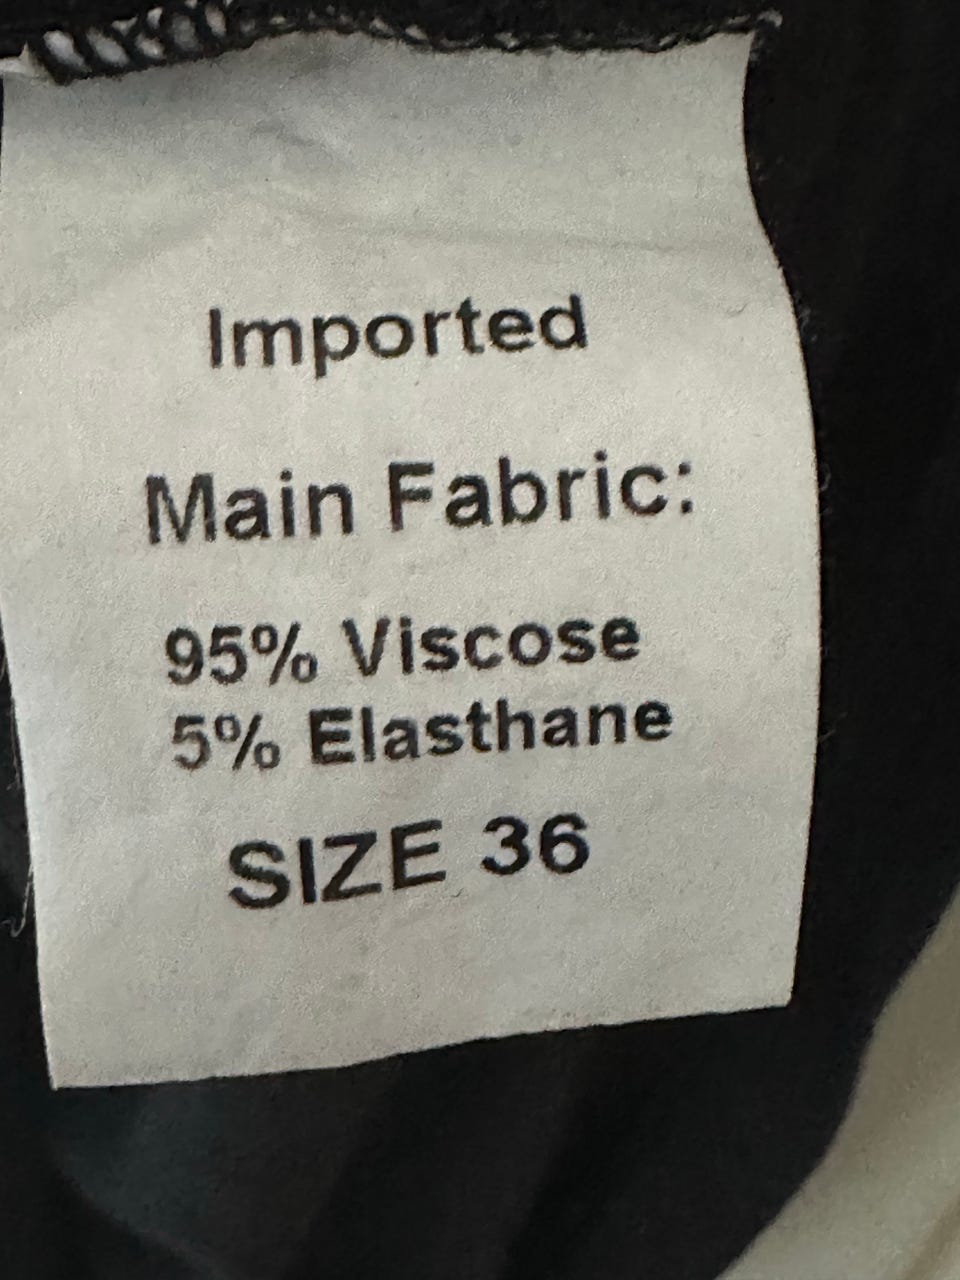 Imported
Main Fabric:
95% Viscose
5% Elasthane
SIZE 36